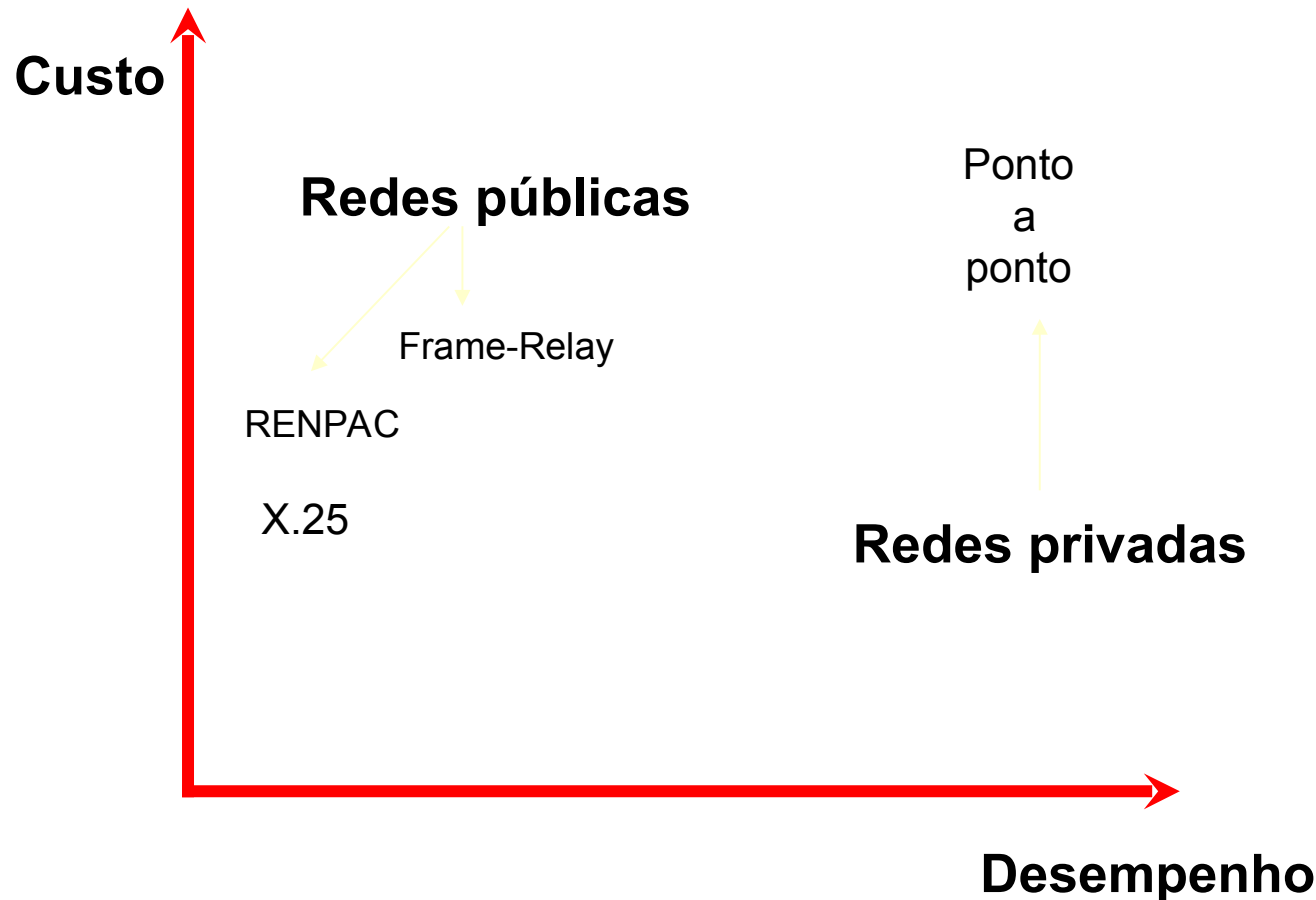 Custo
Redes públicas
Ponto
a
ponto
Frame-Relay
RENPAC
X.25
Redes privadas
Desempenho